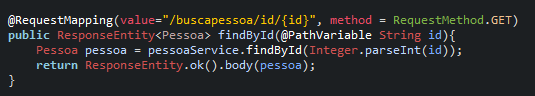 @RequestMapping(value="/buscapessoa/id/{id}", method = RequestMethod.GET)
public ResponseEntity<Pessoa> findById(@PathVariable String id){
    Pessoa pessoa = pessoaService.findById(Integer.parseInt(id));
    return ResponseEntity.ok().body(pessoa);
}